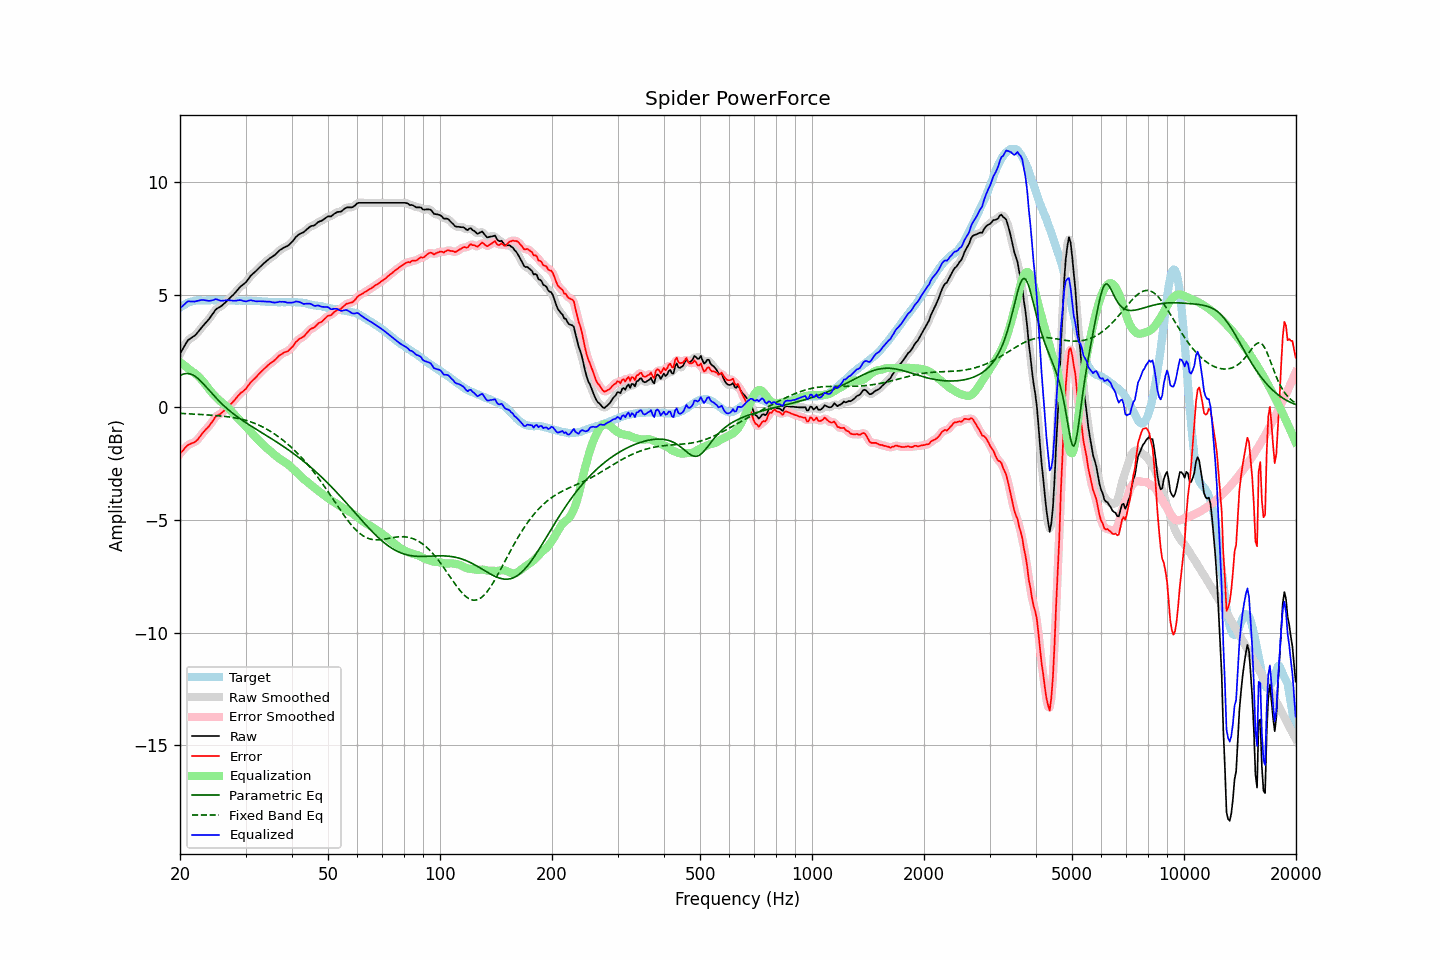 Spider PowerForce
Amplitude (dBr)
10
5
0
−5
−10
−15
Target
Raw Smoothed
Error Smoothed
Raw
Error
Equalization
Parametric Eq
Fixed Band Eq
Equalized
20 50 100 200 500 1000 2000 5000 10000 20000
Frequency (Hz)